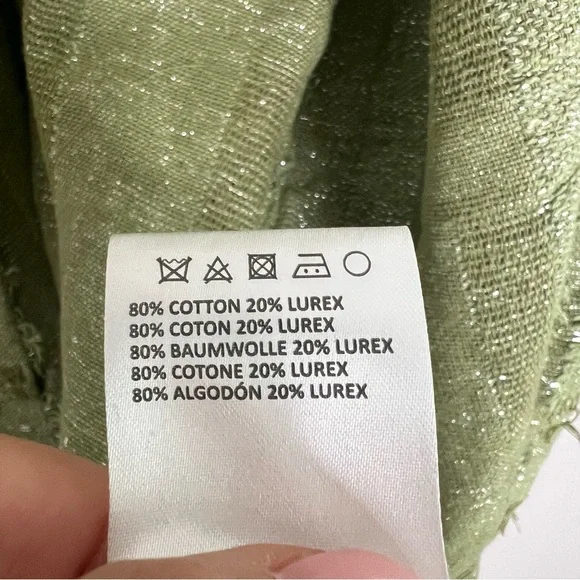 80% COTTON 20% LUREX
80% COTON 20% LUREX
80% BAUMWOLLE 20% LUREX
80% COTONE 20% LUREX
80% ALGODÓN 20% LUREX